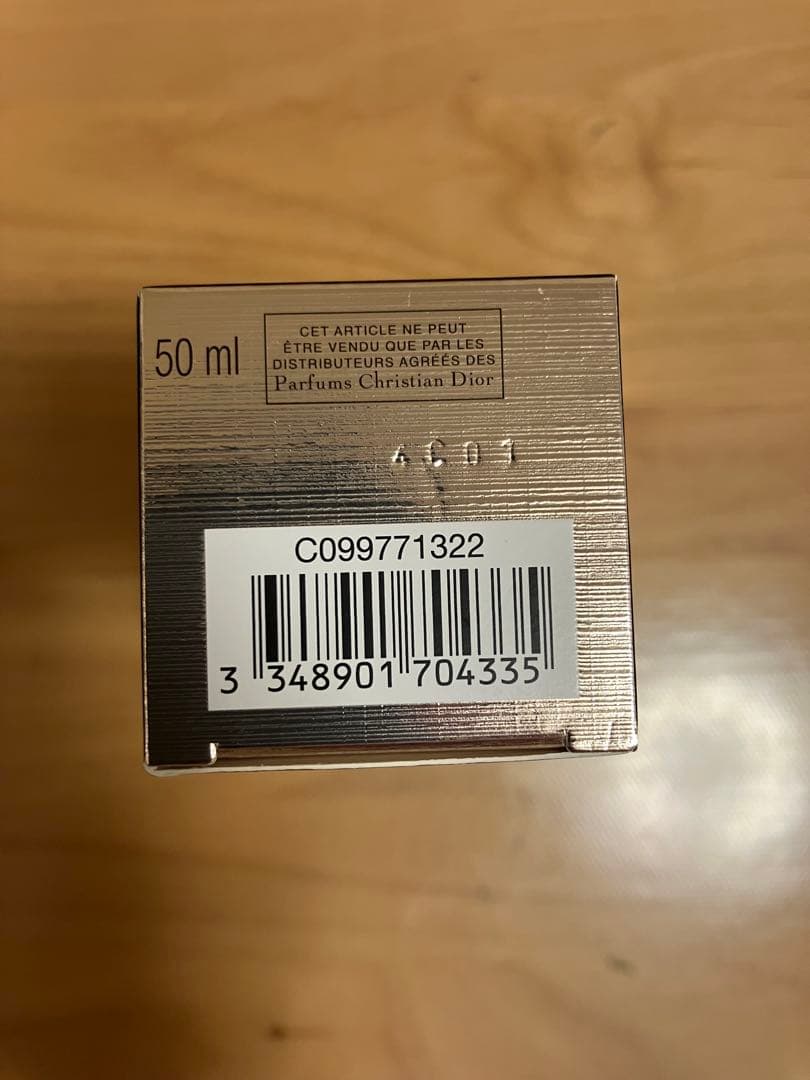 50 ml
CET ARTICLE NE PEUT
ÊTRE VENDU QUE PAR LES
DISTRIBUTEURS AGRÉÉS DES
Parfums Christian Dior
C099771322
3 348901 704335